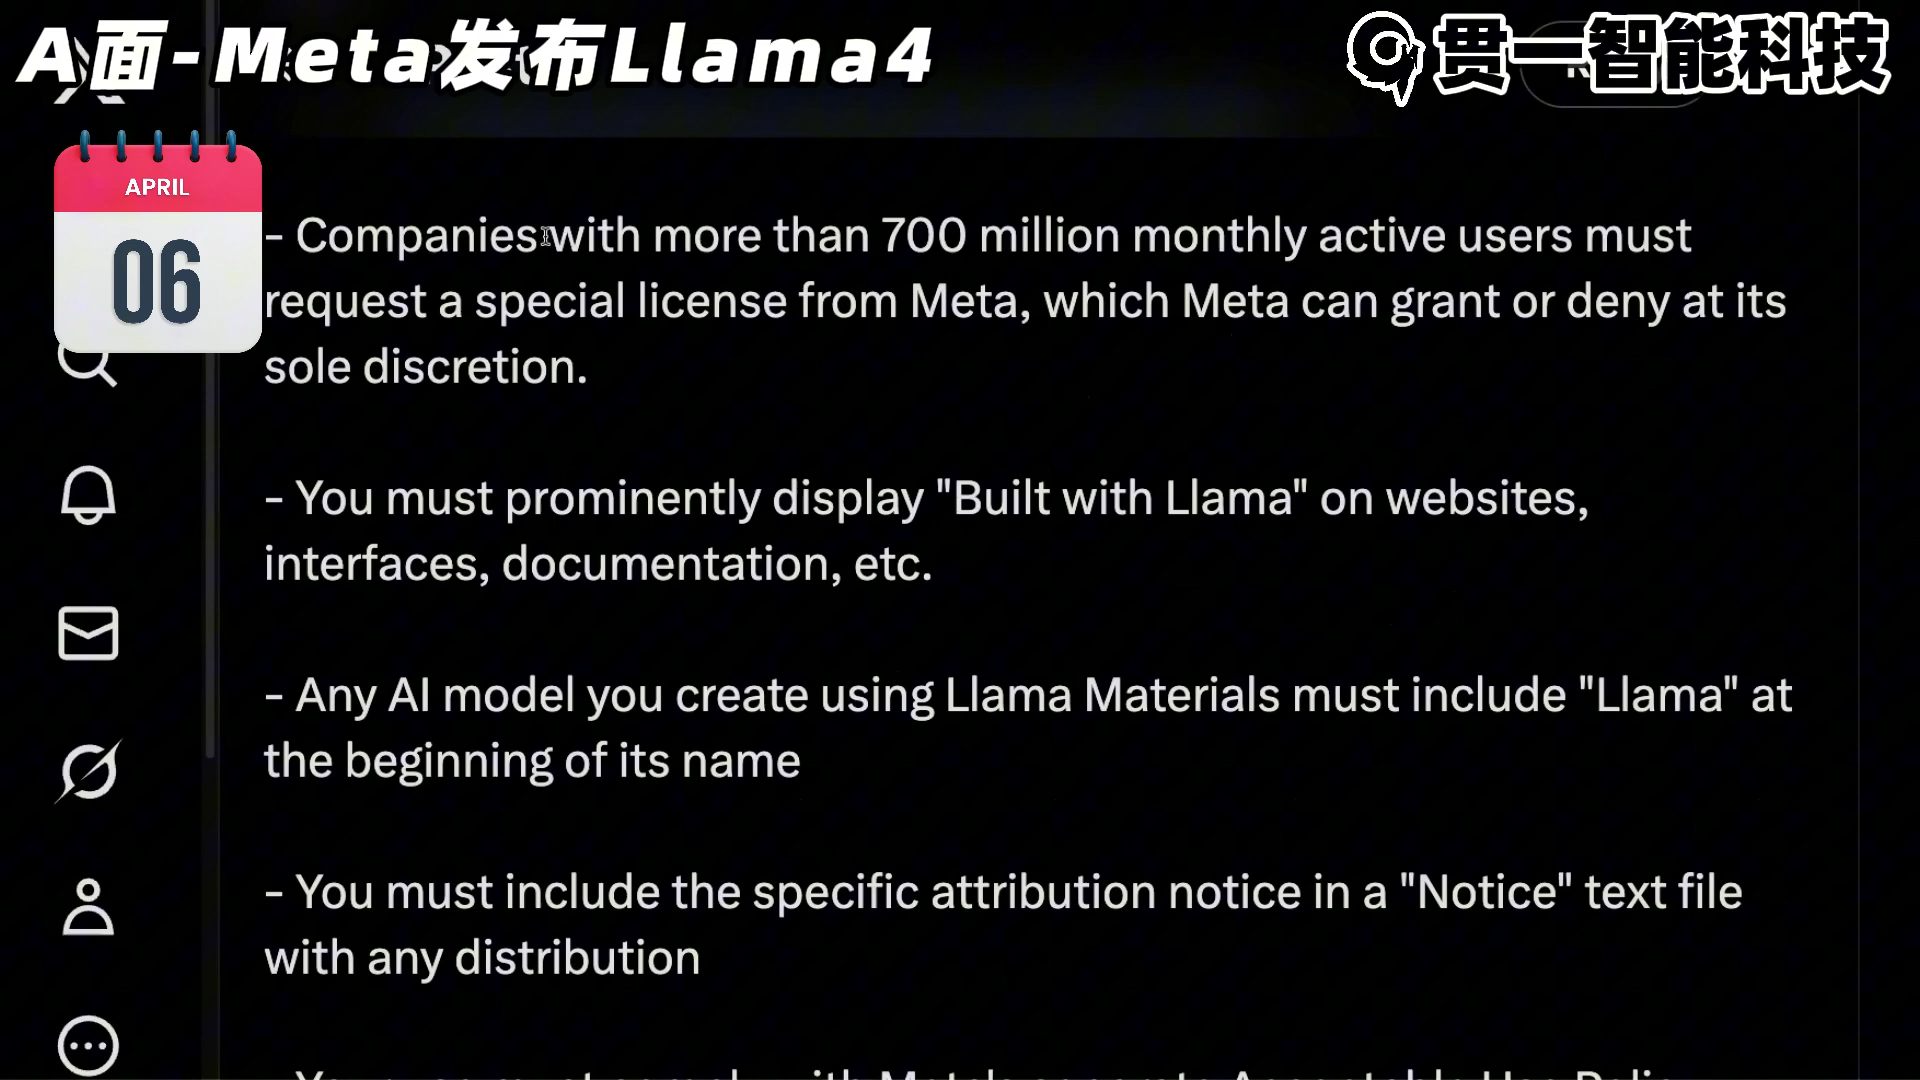 A面-Meta发布Llama4
贯一智能科技
APRIL
06
- Companies with more than 700 million monthly active users must
request a special license from Meta, which Meta can grant or deny at its
sole discretion.
- You must prominently display "Built with Llama" on websites,
interfaces, documentation, etc.
- Any AI model you create using Llama Materials must include "Llama" at
the beginning of its name
- You must include the specific attribution notice in a "Notice" text file
with any distribution